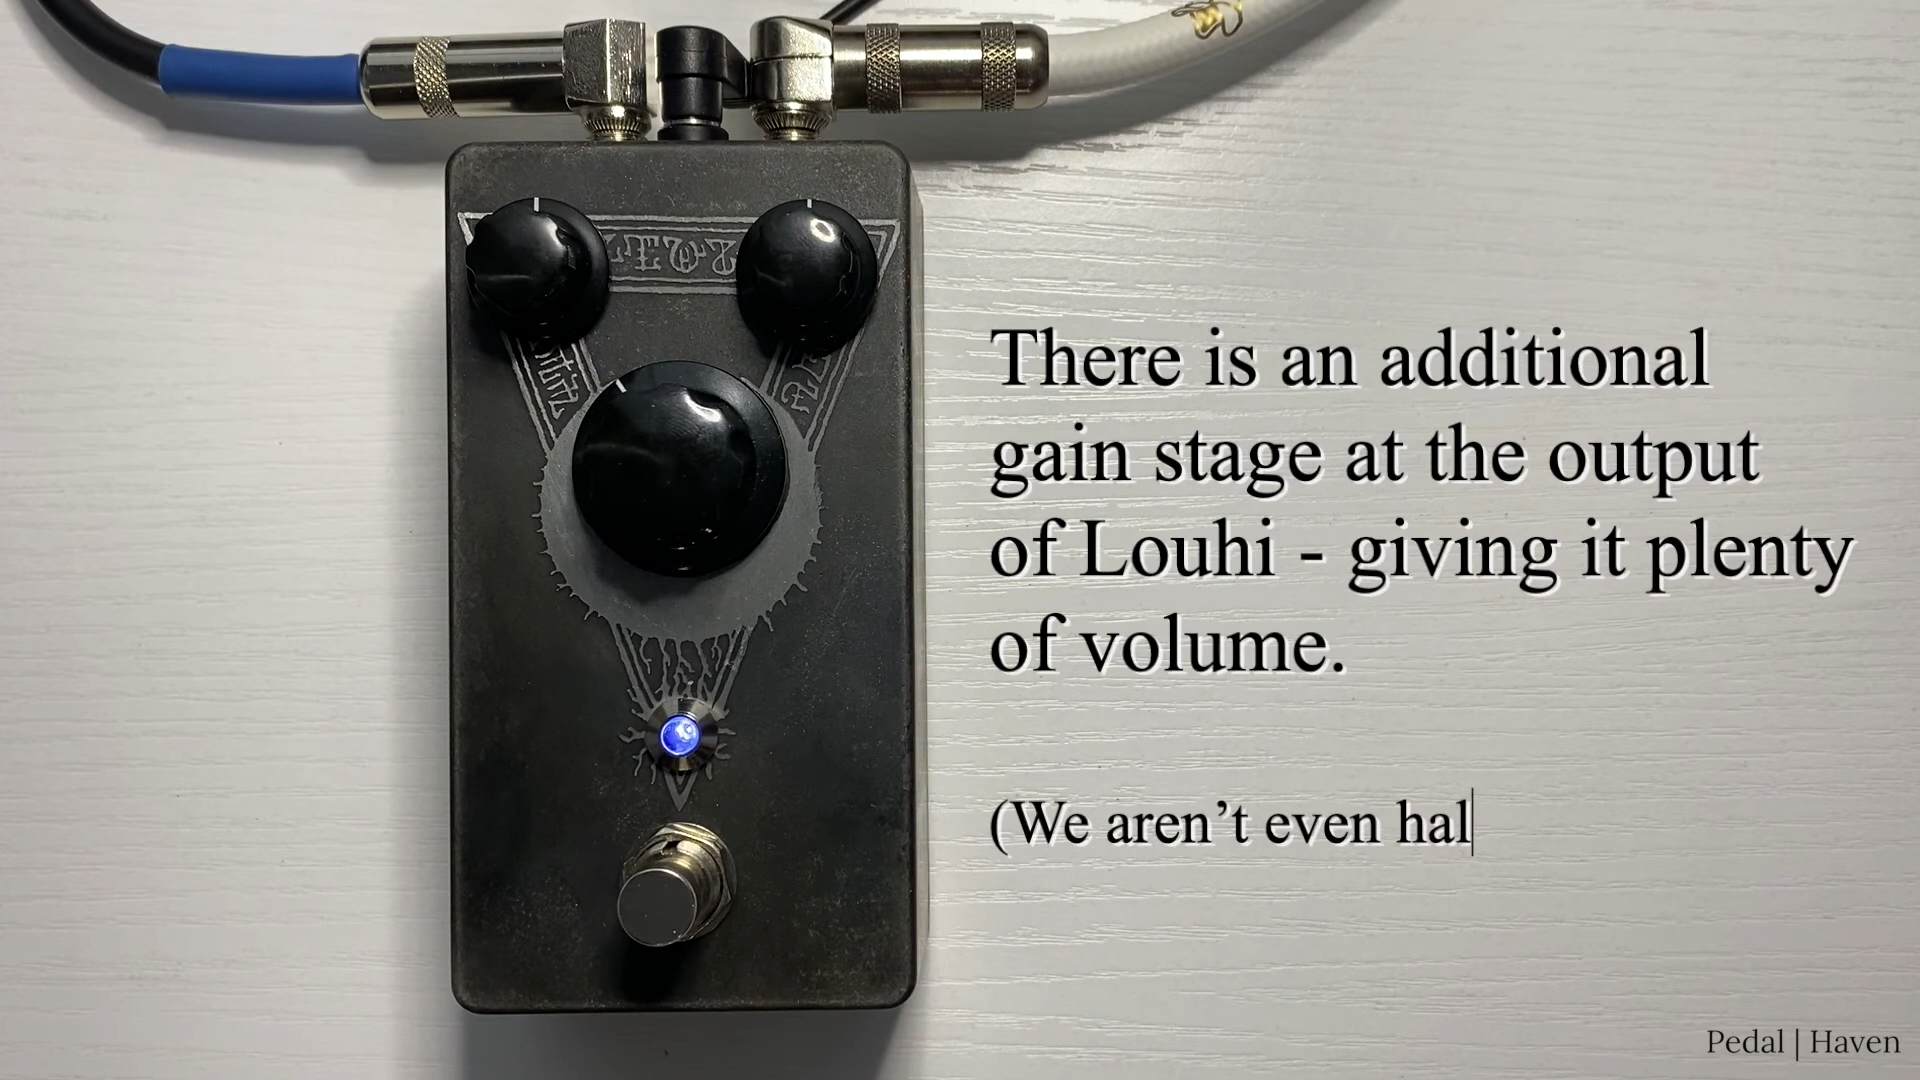 There is an additional
gain stage at the output
of Louhi - giving it plenty
of volume.
(We aren’t even hal
Pedal | Haven